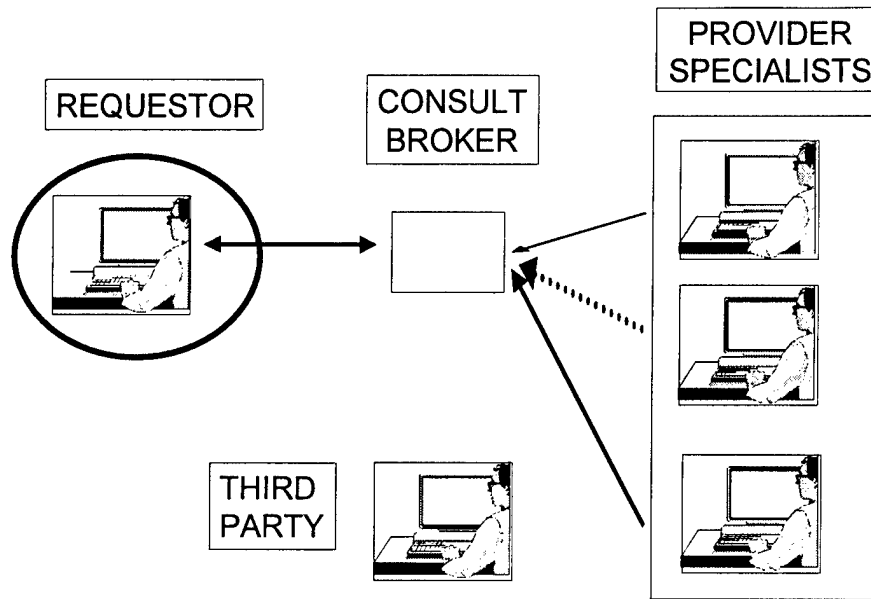 PROVIDER
SPECIALISTS
REQUESTOR
CONSULT
BROKER
THIRD
PARTY